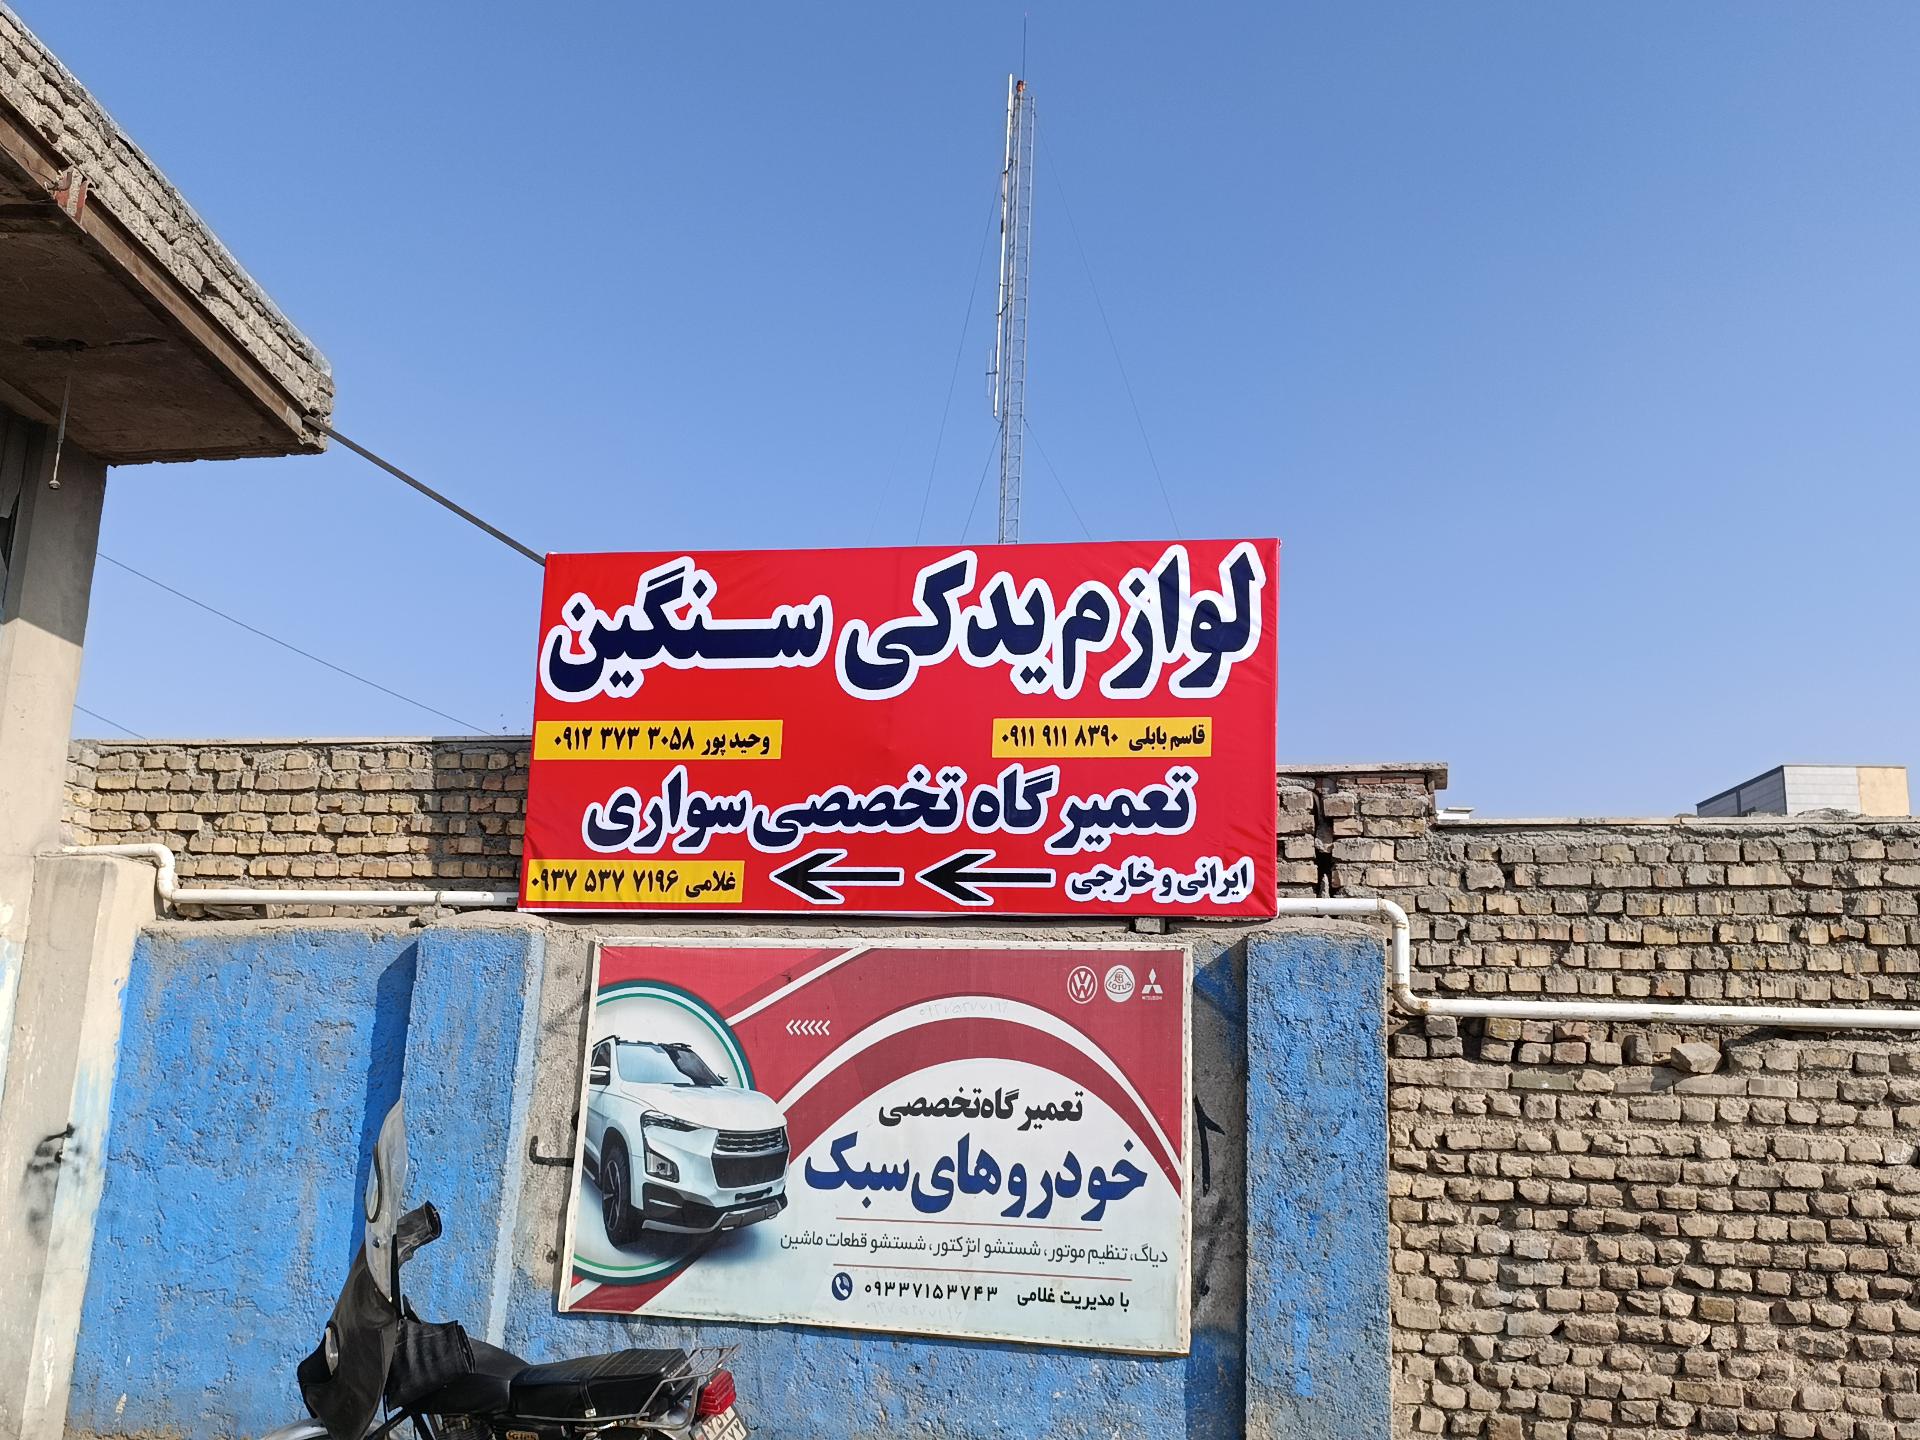 لوازم یدکی سنگین
قاسم بابلی ۰۹۱۱ ۹۱۱ ۸۳۹۰
وحید پور ۰۹۱۲ ۳۷۳ ۳۰۵۸
تعمیرگاه تخصصی سواری
ایرانی و خارجی
غلامی ۰۹۳۷ ۵۳۷ ۷۱۹۶
LOTUS
MITSUBISHI
تعمیرگاه تخصصی
خودروهای سبک
دیاگ، تنظیم موتور، شستشو انژکتور، شستشو قطعات ماشین
با مدیریت غلامی ۰۹۳۳۷۱۵۳۷۴۳